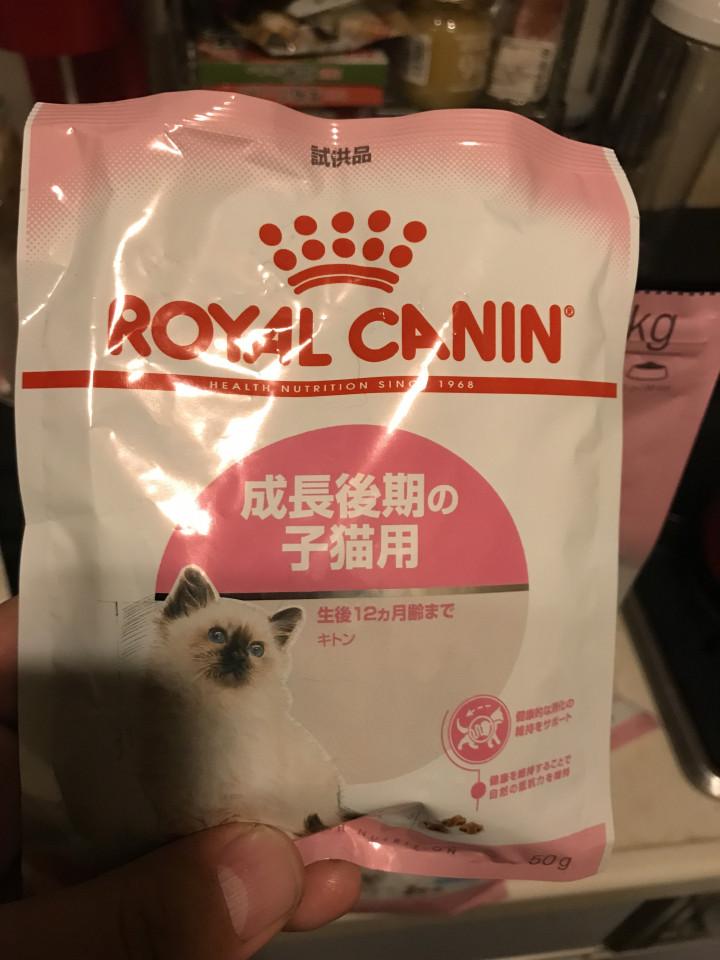 試供品
ROYAL CANIN®
HEALTH NUTRITION SINCE 1968
kg
成長後期の
子猫用
生後12ヵ月齢まで
キトン
健康的な消化の
維持をサポート
健康を維持することで
自然の抵抗力を維持
NUTRITION
50g